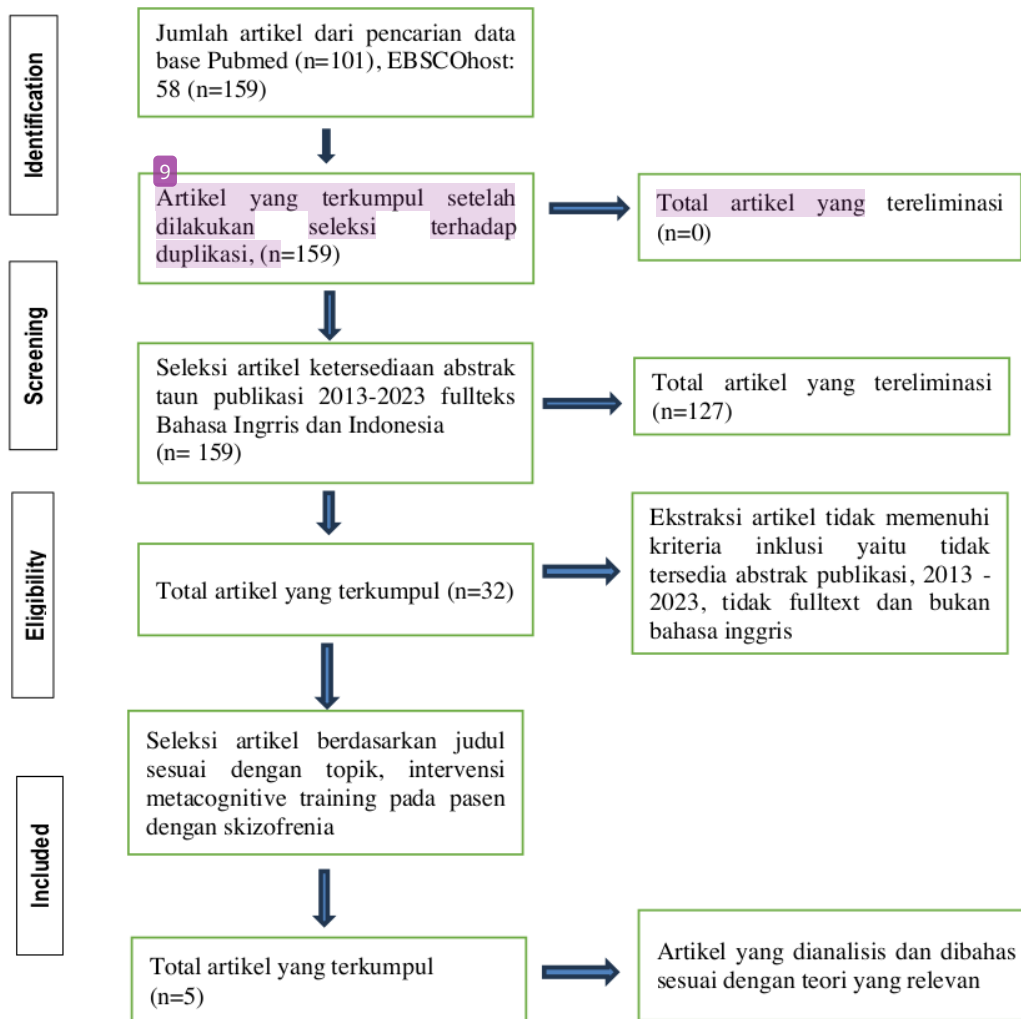 Identification
Jumlah artikel dari pencarian data
base Pubmed (n=101), EBSCOhost:
58 (n=159)
9
Artikel yang terkumpul setelah
dilakukan seleksi terhadap
duplikasi, (n=159)
Total artikel yang tereliminasi
(n=0)
Screening
Seleksi artikel ketersediaan abstrak
taun publikasi 2013-2023 fullteks
Bahasa Ingrris dan Indonesia
(n= 159)
Total artikel yang tereliminasi
(n=127)
Eligibility
Total artikel yang terkumpul (n=32)
Ekstraksi artikel tidak memenuhi
kriteria inklusi yaitu tidak
tersedia abstrak publikasi, 2013 -
2023, tidak fulltext dan bukan
bahasa inggris
Included
Seleksi artikel berdasarkan judul
sesuai dengan topik, intervensi
metacognitive training pada pasen
dengan skizofrenia
Total artikel yang terkumpul
(n=5)
Artikel yang dianalisis dan dibahas
sesuai dengan teori yang relevan